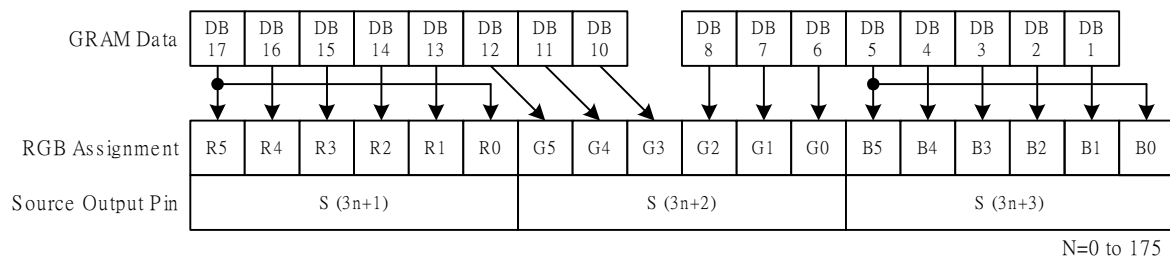 GRAM Data DB 17 DB 16 DB 15 DB 14 DB 13 DB 12 DB 11 DB 10 DB 8 DB 7 DB 6 DB 5 DB 4 DB 3 DB 2 DB 1
RGB Assignment R5 R4 R3 R2 R1 R0 G5 G4 G3 G2 G1 G0 B5 B4 B3 B2 B1 B0
Source Output Pin S (3n+1) S (3n+2) S (3n+3)
N=0 to 175